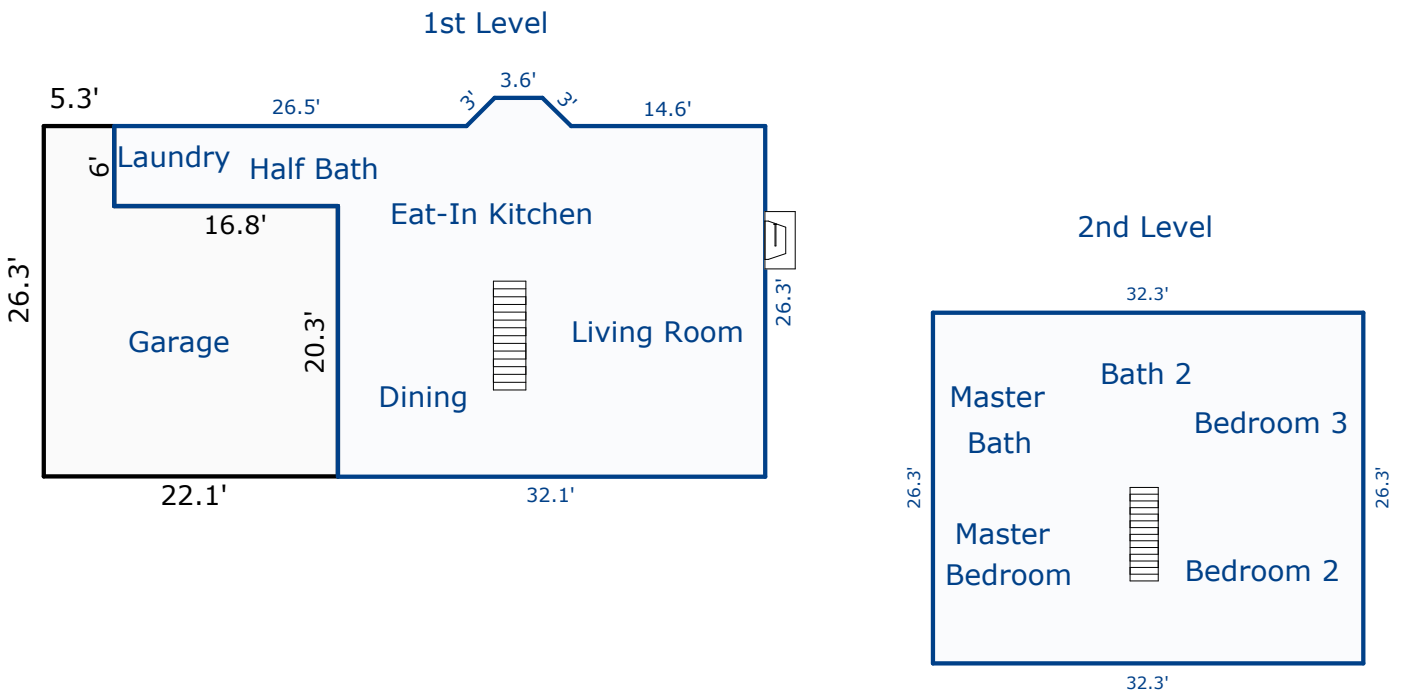 1st Level
5.3'
26.5'
3'
3.6'
3'
14.6'
6'
Laundry
Half Bath
16.8'
Eat-In Kitchen
26.3'
Garage
20.3'
Dining
Living Room
26.3'
22.1'
32.1'
2nd Level
32.3'
Master
Bath
Bath 2
Bedroom 3
26.3'
26.3'
Master
Bedroom
Bedroom 2
32.3'